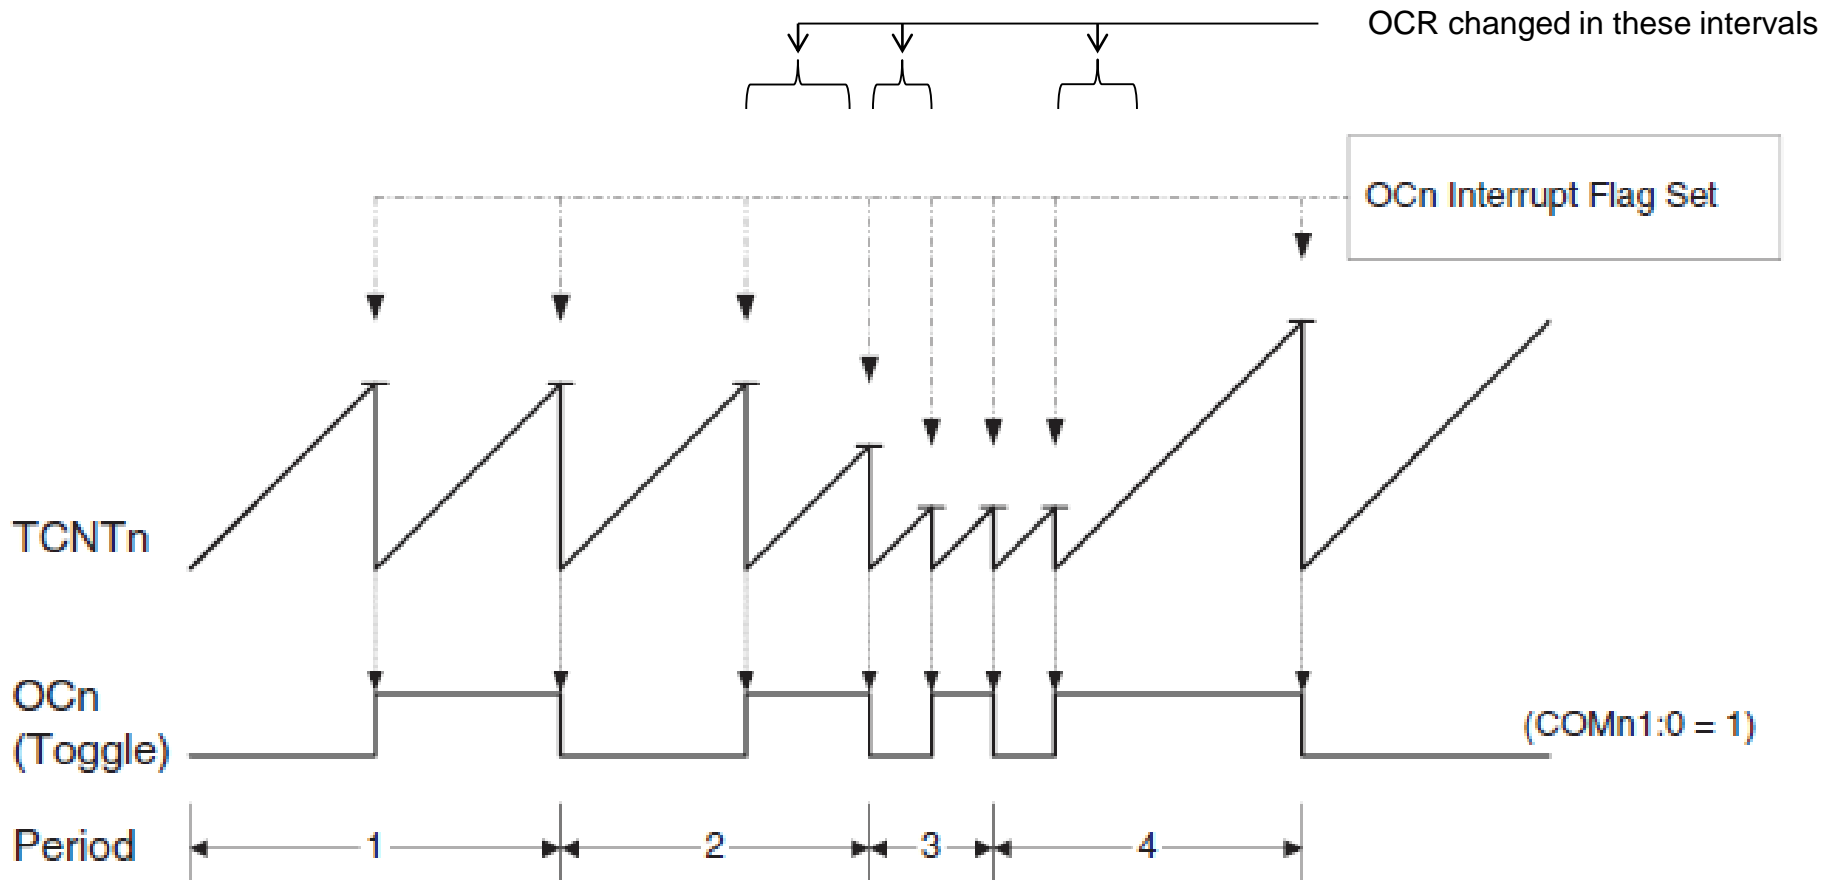 OCR changed in these intervals
OCn Interrupt Flag Set
TCNTn
OCn
(Toggle)
(COMn1:0 = 1)
Period
1
2
3
4